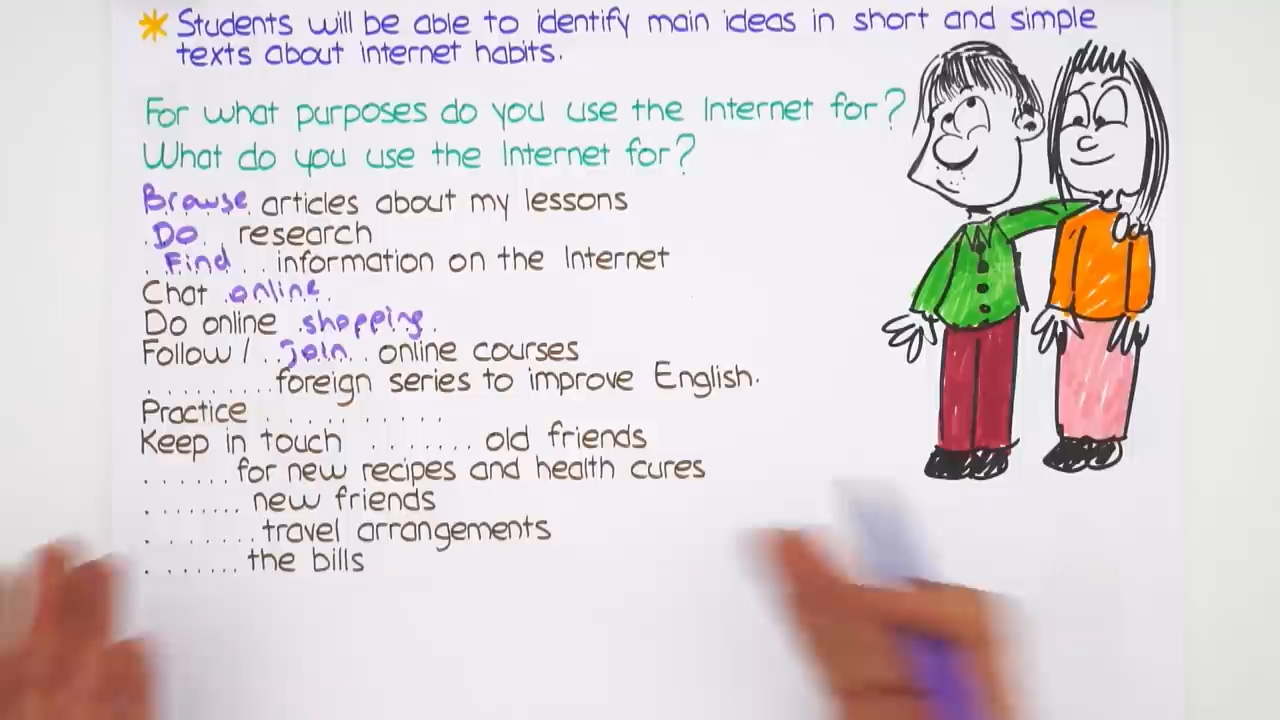 * Students will be able to identify main ideas in short and simple
texts about internet habits.
For what purposes do you use the Internet for?
What do you use the Internet for?
Browse articles about my lessons
. Do . . research
. Find . . information on the Internet
Chat . online .
Do online . shopping .
Follow / . . join . . online courses
. . . . . . . . . foreign series to improve English.
Practice . . . . . . . . . .
Keep in touch . . . . . . . old friends
. . . . . . for new recipes and health cures
. . . . . . . . new friends
. . . . . . . . travel arrangements
. . . . . . . the bills